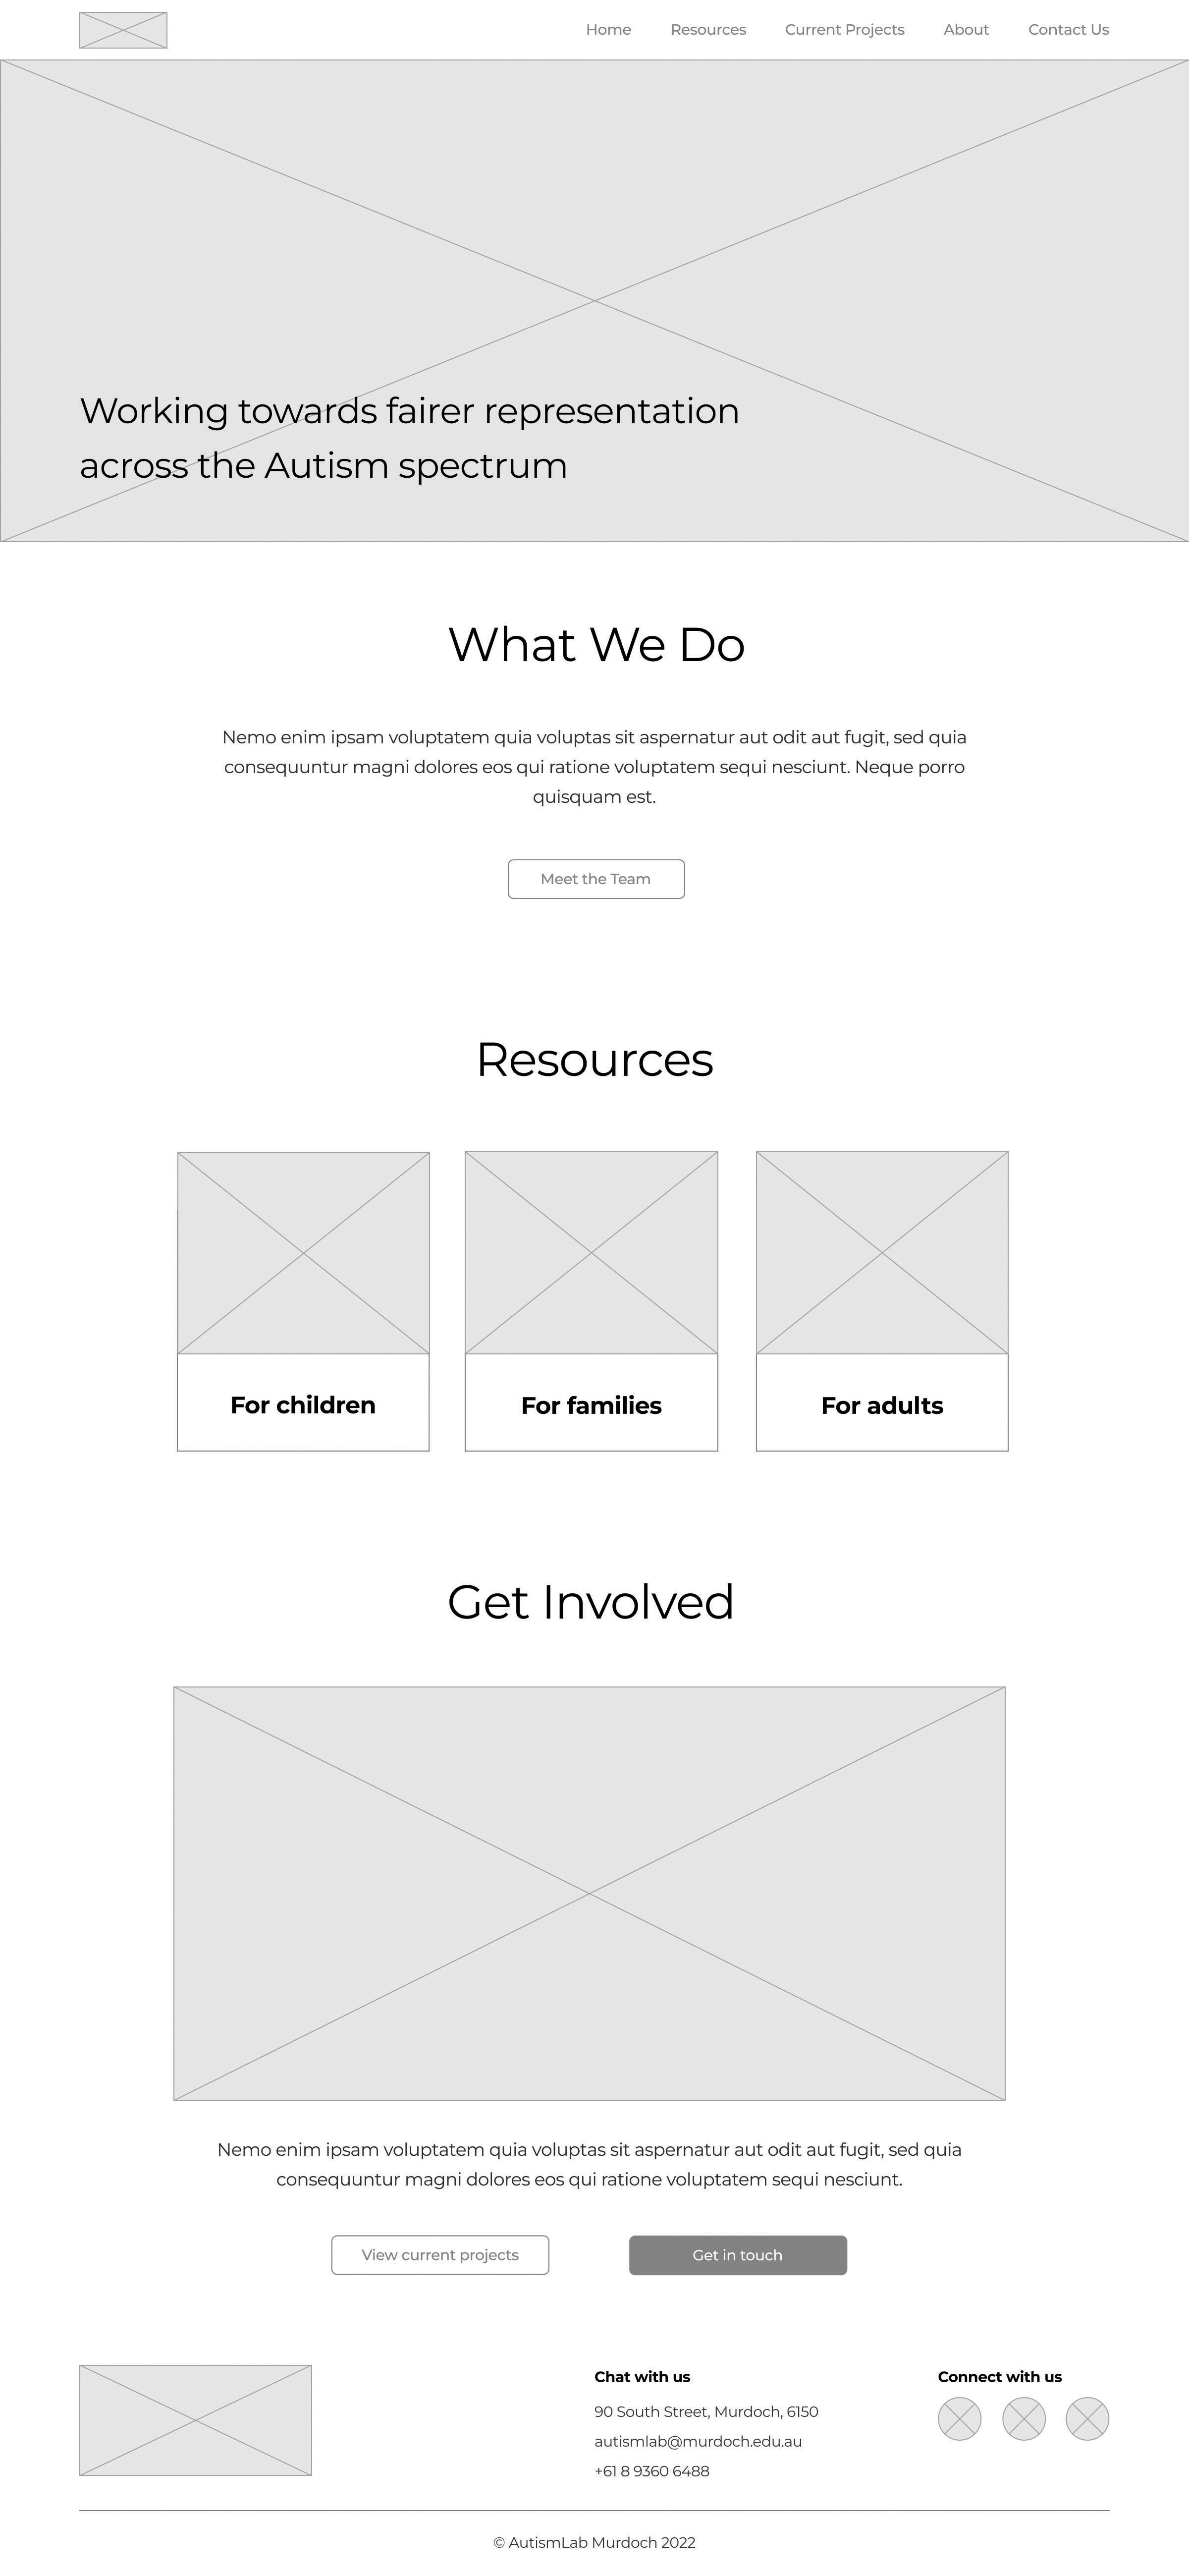 Home Resources Current Projects About Contact Us
Working towards fairer representation
across the Autism spectrum
What We Do
Nemo enim ipsam voluptatem quia voluptas sit aspernatur aut odit aut fugit, sed quia
consequuntur magni dolores eos qui ratione voluptatem sequi nesciunt. Neque porro
quisquam est.
Meet the Team
Resources
For children
For families
For adults
Get Involved
Nemo enim ipsam voluptatem quia voluptas sit aspernatur aut odit aut fugit, sed quia
consequuntur magni dolores eos qui ratione voluptatem sequi nesciunt.
View current projects
Get in touch
Chat with us
90 South Street, Murdoch, 6150
autismlab@murdoch.edu.au
+61 8 9360 6488
Connect with us
© AutismLab Murdoch 2022